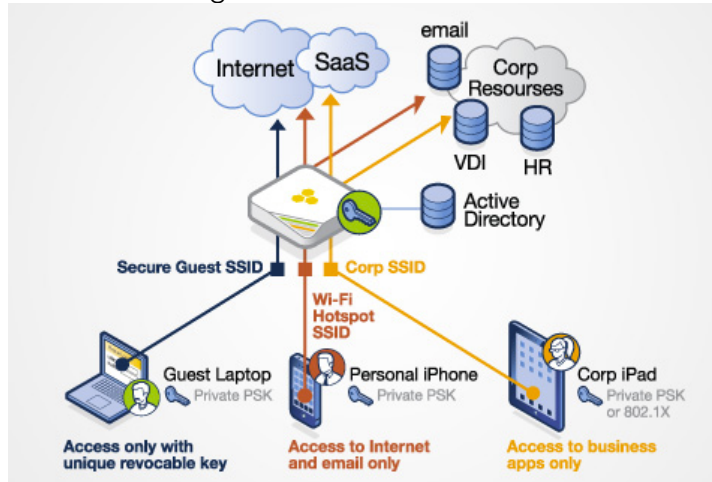 email
Internet
SaaS
Corp
Resourses
VDI
HR
Active
Directory
Secure Guest SSID
Corp SSID
Wi-Fi
Hotspot
SSID
Guest Laptop
Private PSK
Personal iPhone
Private PSK
Corp iPad
Private PSK
or 802.1X
Access only with
unique revocable key
Access to Internet
and email only
Access to business
apps only